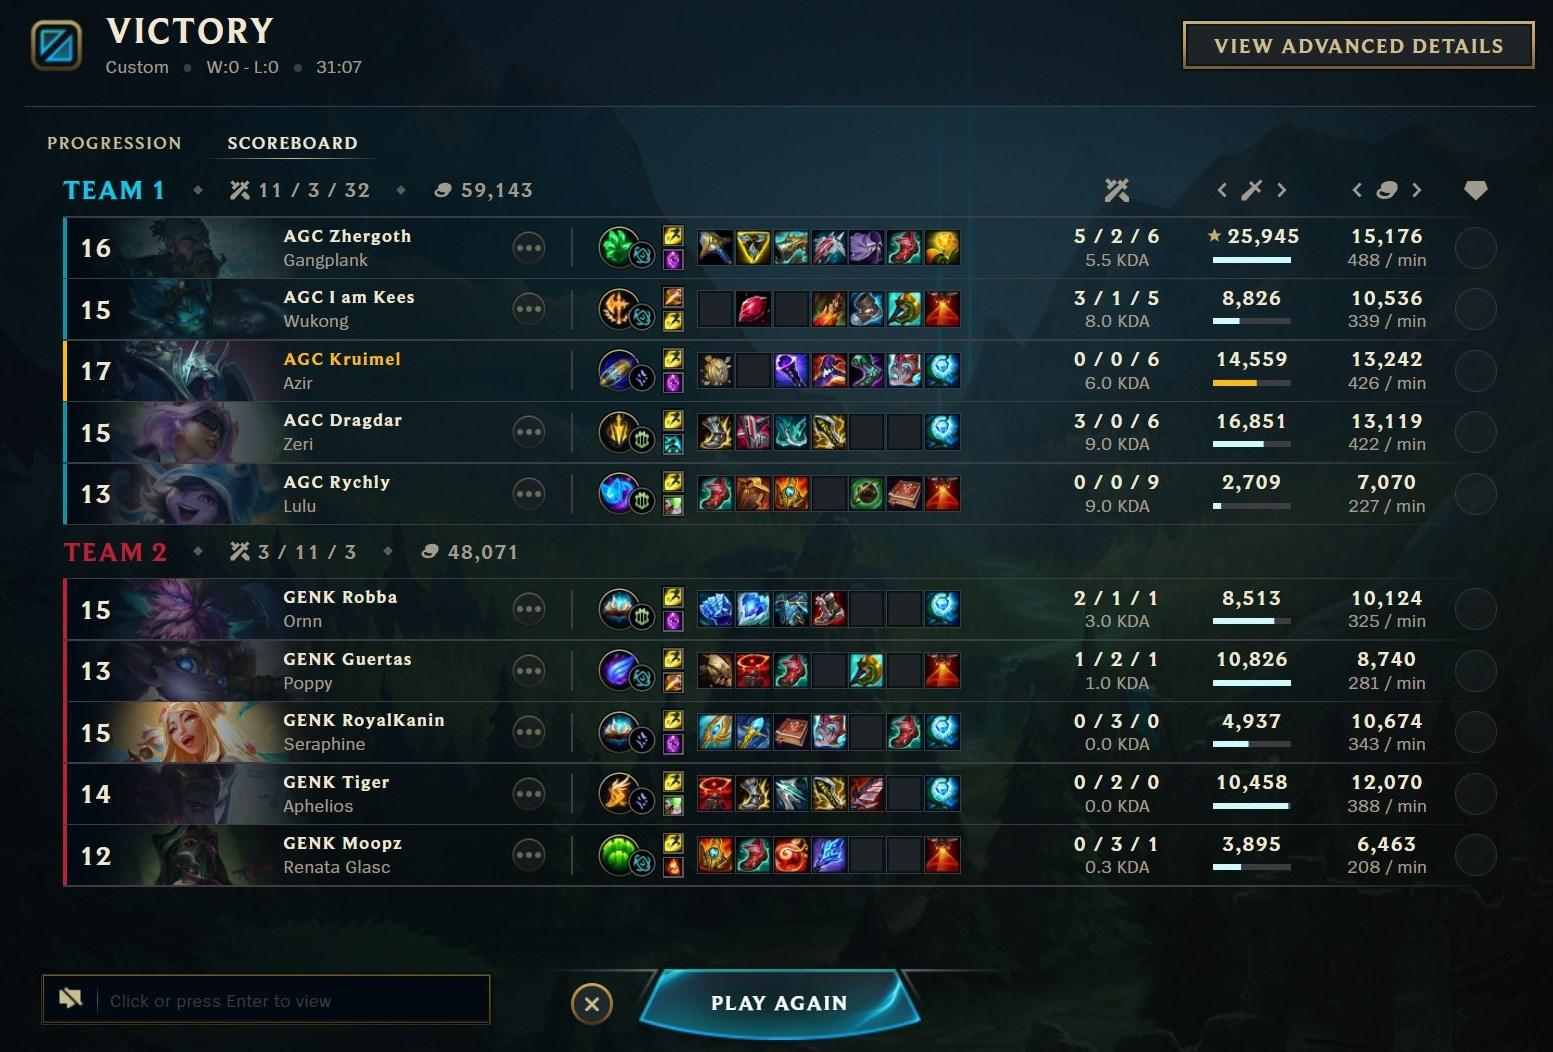 VICTORY
Custom • W:0 - L:0 • 31:07
VIEW ADVANCED DETAILS
PROGRESSION SCOREBOARD
TEAM 1 11 / 3 / 32 59,143
16 AGC Zhergoth 5 / 2 / 6 25,945 15,176
Gangplank 5.5 KDA 488 / min
15 AGC I am Kees 3 / 1 / 5 8,826 10,536
Wukong 8.0 KDA 339 / min
17 AGC Kruimel 0 / 0 / 6 14,559 13,242
Azir 6.0 KDA 426 / min
15 AGC Dragdar 3 / 0 / 6 16,851 13,119
Zeri 9.0 KDA 422 / min
13 AGC Rychly 0 / 0 / 9 2,709 7,070
Lulu 9.0 KDA 227 / min
TEAM 2 3 / 11 / 3 48,071
15 GENK Robba 2 / 1 / 1 8,513 10,124
Ornn 3.0 KDA 325 / min
13 GENK Guertas 1 / 2 / 1 10,826 8,740
Poppy 1.0 KDA 281 / min
15 GENK RoyalKanin 0 / 3 / 0 4,937 10,674
Seraphine 0.0 KDA 343 / min
14 GENK Tiger 0 / 2 / 0 10,458 12,070
Aphelios 0.0 KDA 388 / min
12 GENK Moopz 0 / 3 / 1 3,895 6,463
Renata Glasc 0.3 KDA 208 / min
Click or press Enter to view
PLAY AGAIN